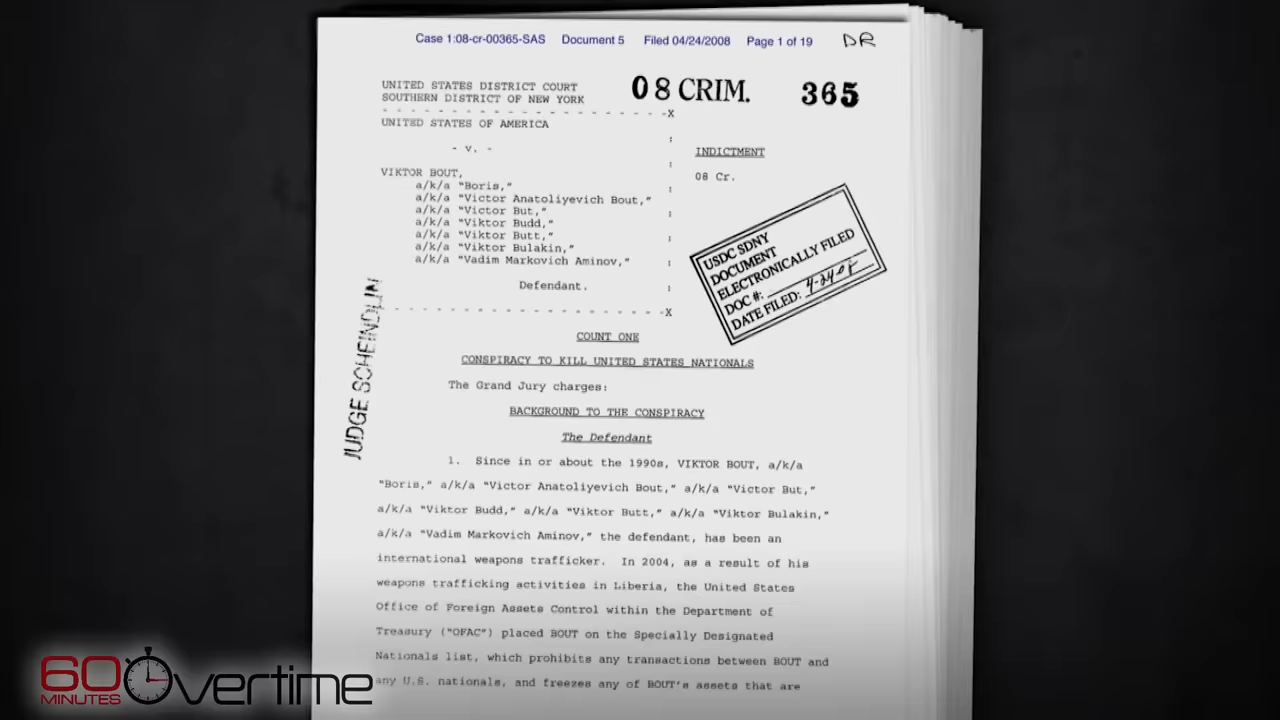 Case 1:08-cr-00365-SAS Document 5 Filed 04/24/2008 Page 1 of 19 DR
UNITED STATES DISTRICT COURT
SOUTHERN DISTRICT OF NEW YORK
08 CRIM. 365
- - - - - - - - - - - - - - - - - - - -X
UNITED STATES OF AMERICA
:
- v. -
:
INDICTMENT
VIKTOR BOUT,
:
08 Cr.
a/k/a "Boris,"
:
a/k/a "Victor Anatoliyevich Bout,"
a/k/a "Victor But,"
:
a/k/a "Viktor Budd,"
a/k/a "Viktor Butt,"
:
a/k/a "Viktor Bulakin,"
a/k/a "Vadim Markovich Aminov,"
:
Defendant.
:
- - - - - - - - - - - - - - - - - - - -X
USDC SDNY
DOCUMENT
ELECTRONICALLY FILED
DOC #:
DATE FILED: 4-24-08
JUDGE SCHEINDLIN
COUNT ONE
CONSPIRACY TO KILL UNITED STATES NATIONALS
The Grand Jury charges:
BACKGROUND TO THE CONSPIRACY
The Defendant
1. Since in or about the 1990s, VIKTOR BOUT, a/k/a
"Boris," a/k/a "Victor Anatoliyevich Bout," a/k/a "Victor But,"
a/k/a "Viktor Budd," a/k/a "Viktor Butt," a/k/a "Viktor Bulakin,"
a/k/a "Vadim Markovich Aminov," the defendant, has been an
international weapons trafficker. In 2004, as a result of his
weapons trafficking activities in Liberia, the United States
Office of Foreign Assets Control within the Department of
Treasury ("OFAC") placed BOUT on the Specially Designated
Nationals list, which prohibits any transactions between BOUT and
any U.S. nationals, and freezes any of BOUT's assets that are
60 MINUTES Overtime